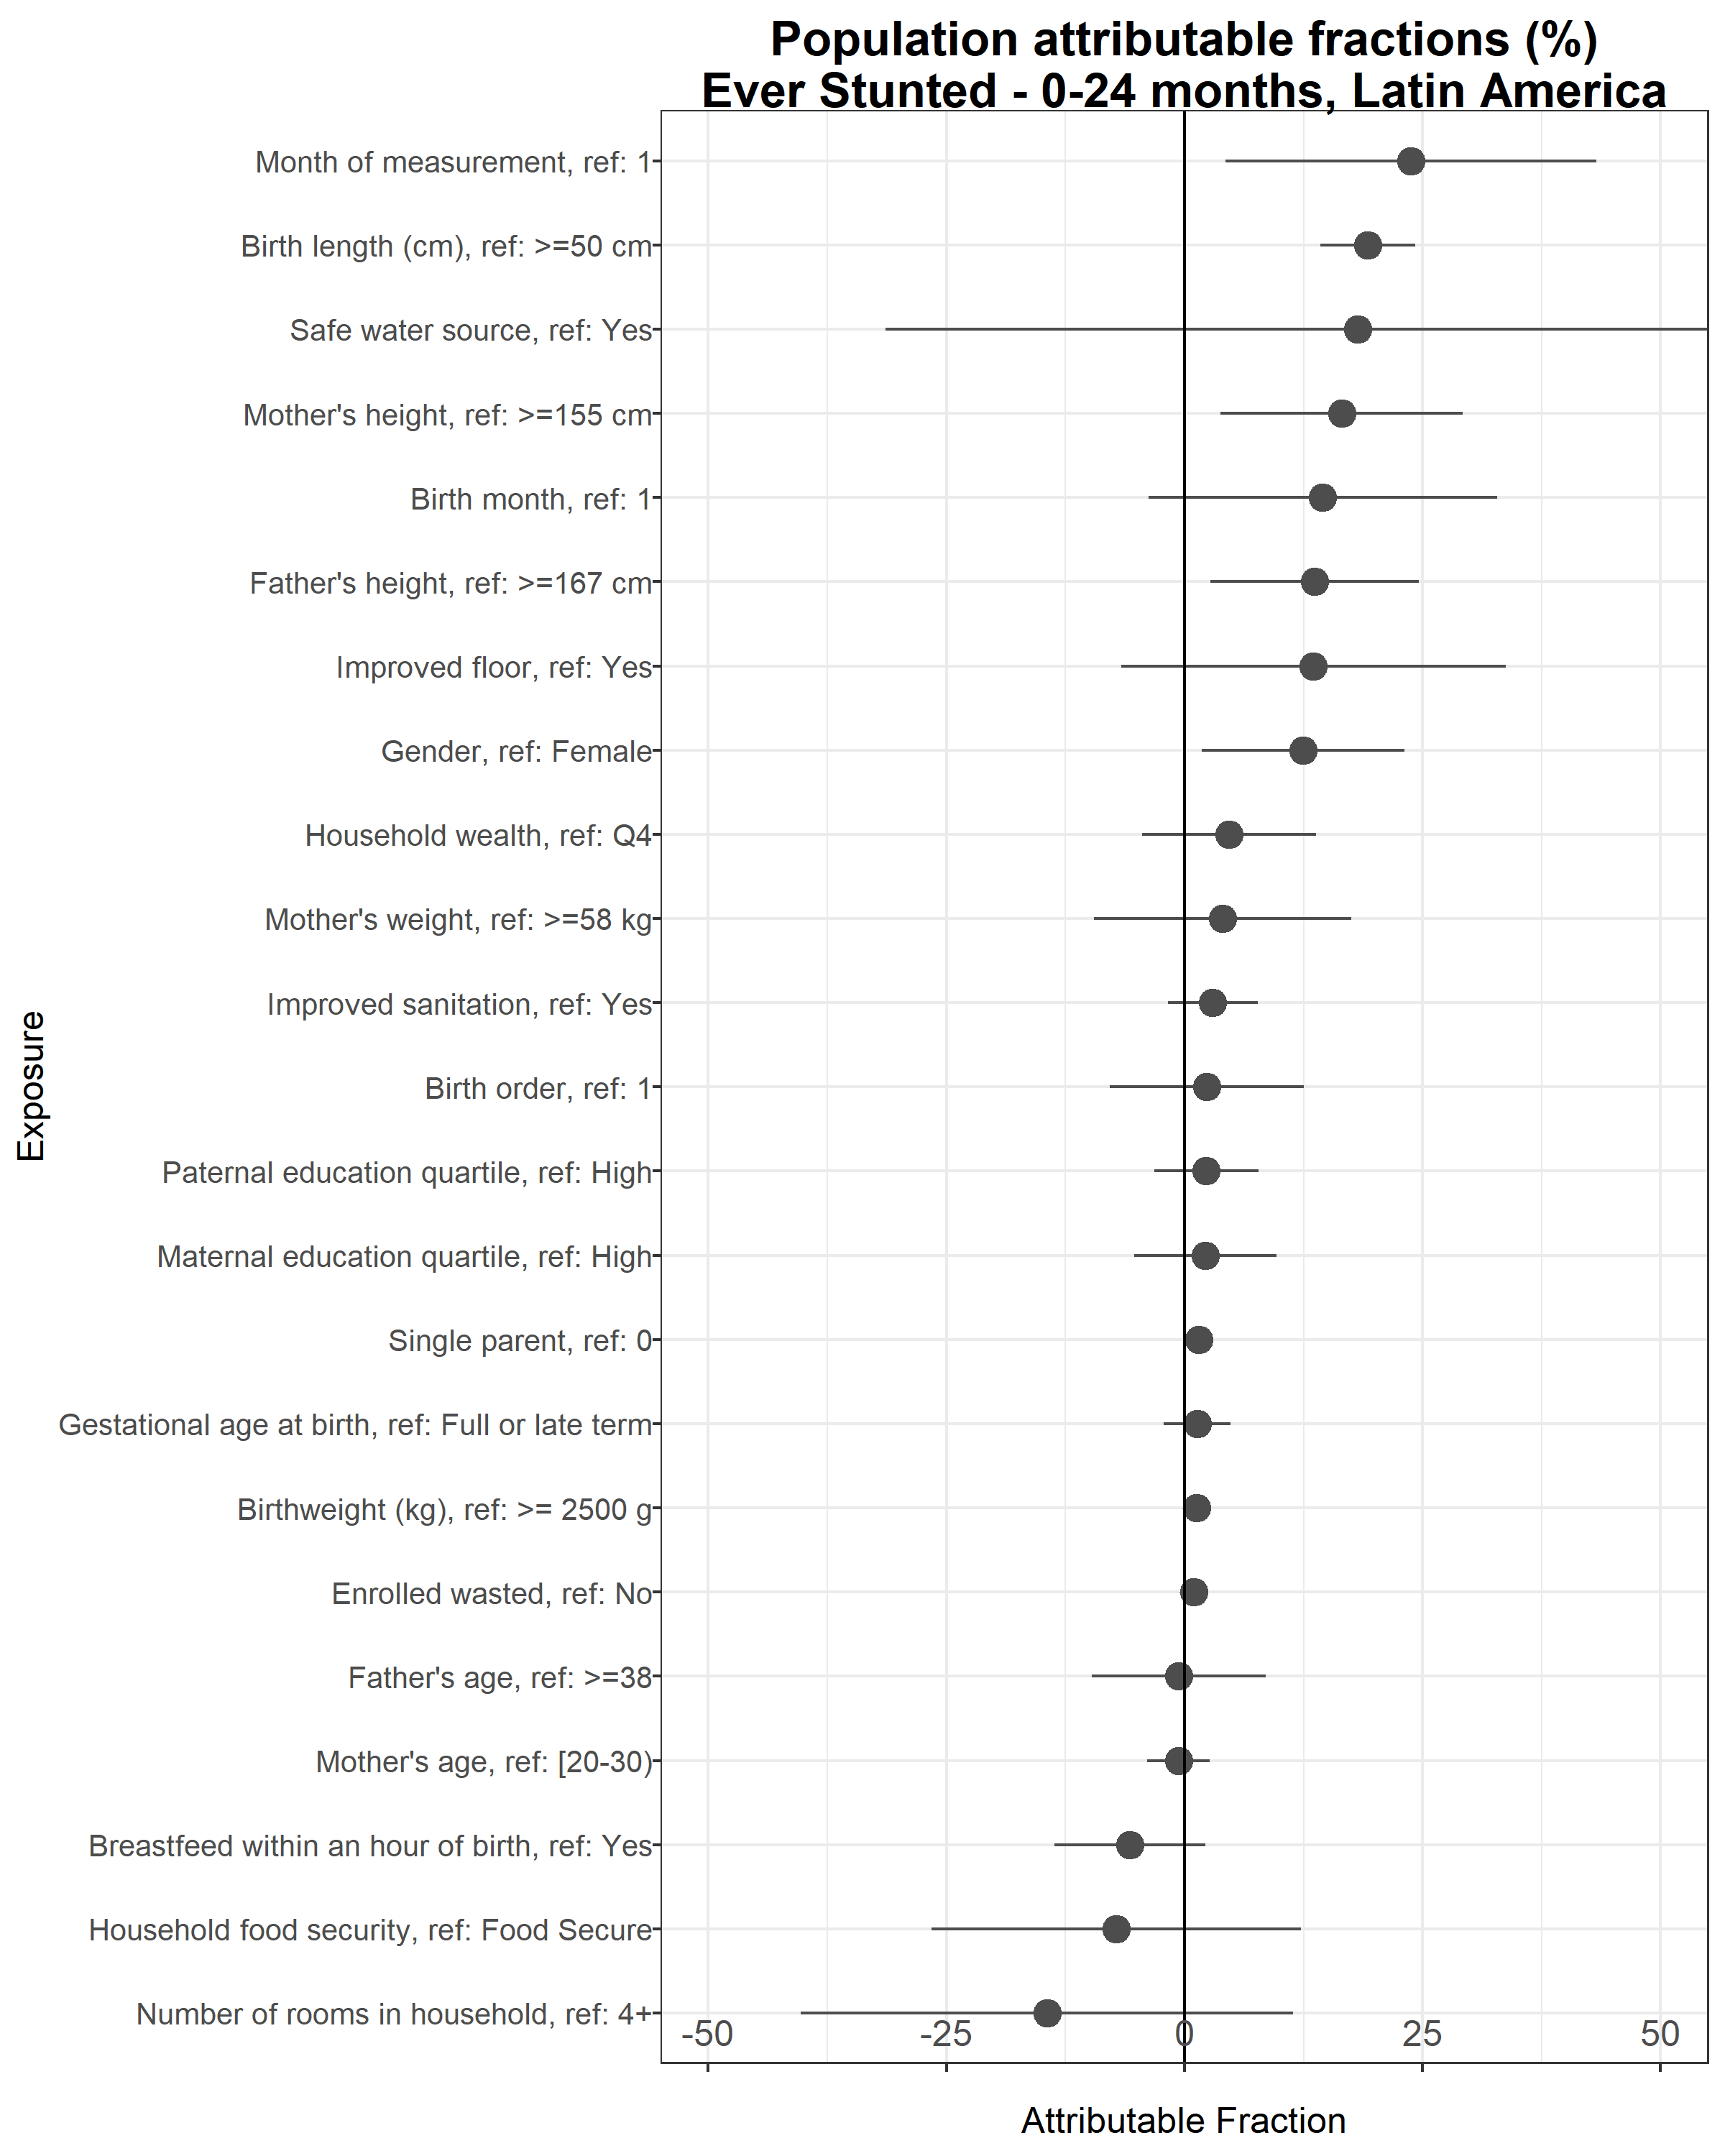 Population attributable fractions (%)
Ever Stunted - 0-24 months, Latin America
Month of measurement, ref: 1
Birth length (cm), ref: >=50 cm
Safe water source, ref: Yes
Mother's height, ref: >=155 cm
Birth month, ref: 1
Father's height, ref: >=167 cm
Improved floor, ref: Yes
Gender, ref: Female
Household wealth, ref: Q4
Mother's weight, ref: >=58 kg
Improved sanitation, ref: Yes
Birth order, ref: 1
Paternal education quartile, ref: High
Maternal education quartile, ref: High
Single parent, ref: 0
Gestational age at birth, ref: Full or late term
Birthweight (kg), ref: >= 2500 g
Enrolled wasted, ref: No
Father's age, ref: >=38
Mother's age, ref: [20-30)
Breastfeed within an hour of birth, ref: Yes
Household food security, ref: Food Secure
Number of rooms in household, ref: 4+
Exposure
-50 -25 0 25 50
Attributable Fraction